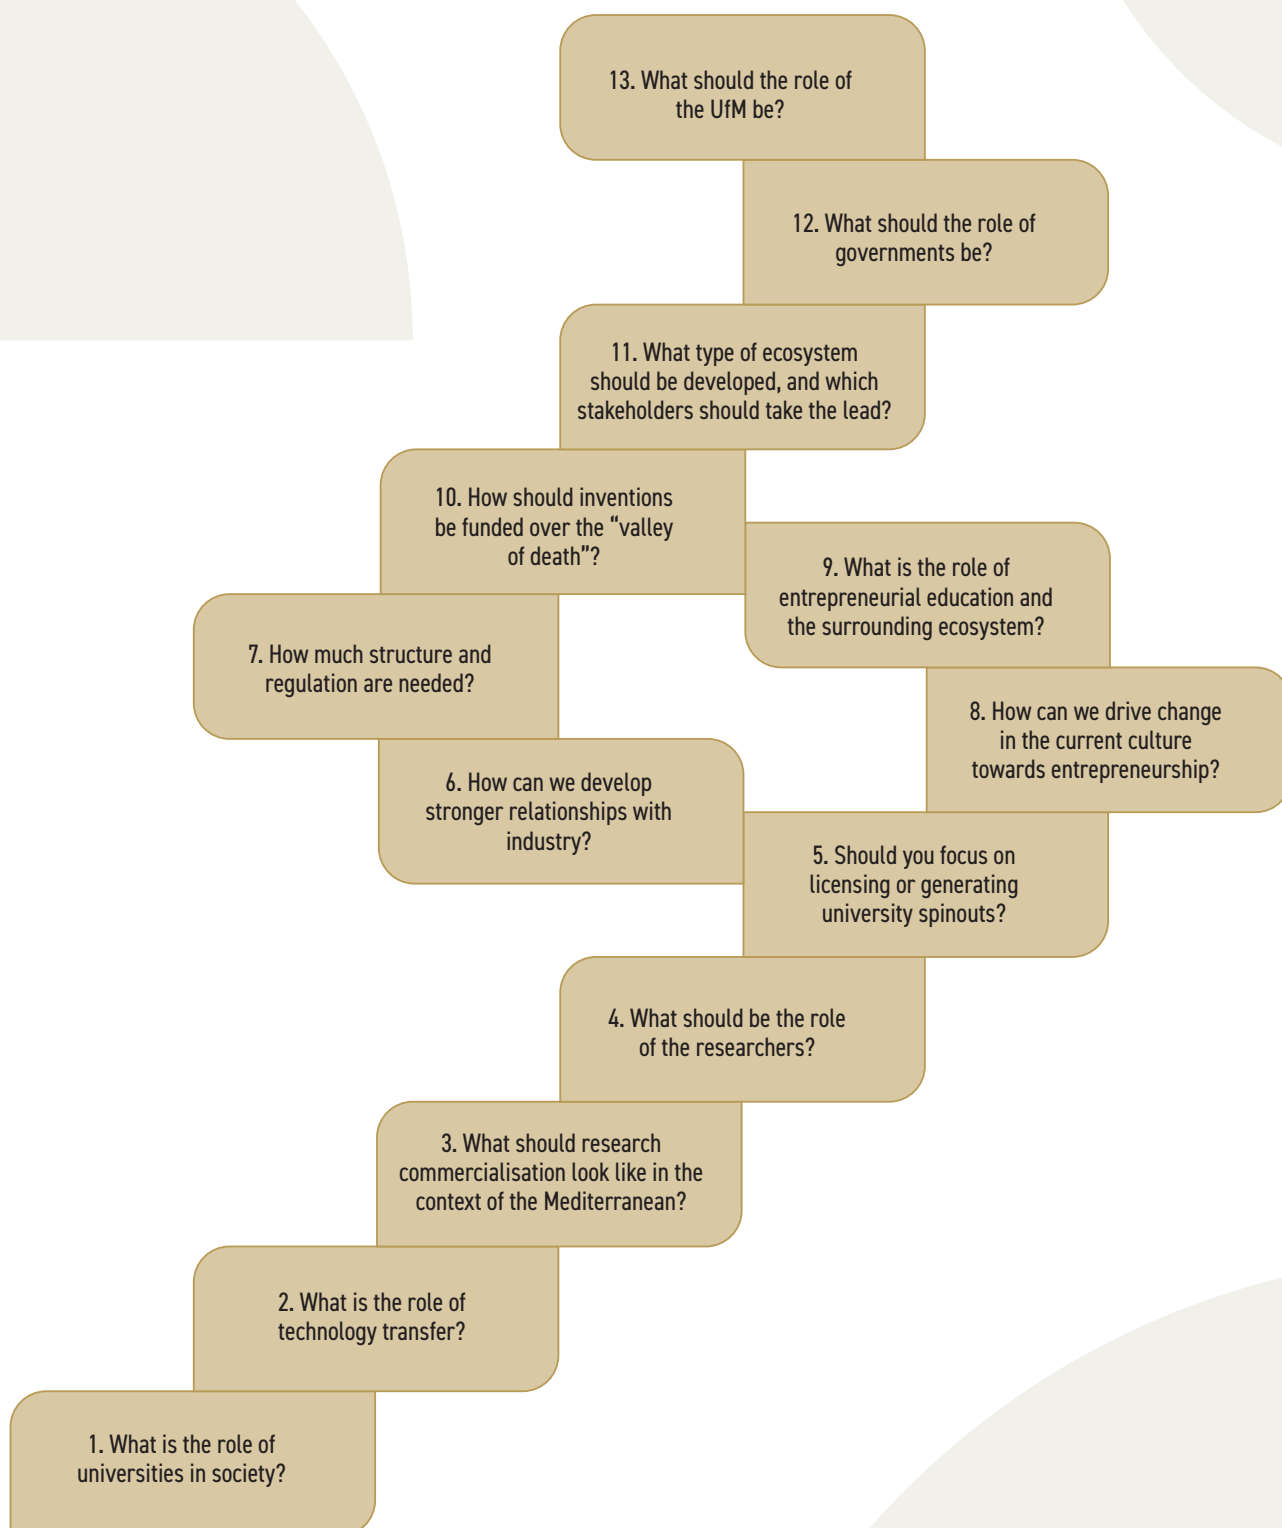 13. What should the role of
the UfM be?
12. What should the role of
governments be?
11. What type of ecosystem
should be developed, and which
stakeholders should take the lead?
10. How should inventions
be funded over the “valley
of death”?
9. What is the role of
entrepreneurial education and
the surrounding ecosystem?
7. How much structure and
regulation are needed?
8. How can we drive change
in the current culture
towards entrepreneurship?
6. How can we develop
stronger relationships with
industry?
5. Should you focus on
licensing or generating
university spinouts?
4. What should be the role
of the researchers?
3. What should research
commercialisation look like in the
context of the Mediterranean?
2. What is the role of
technology transfer?
1. What is the role of
universities in society?